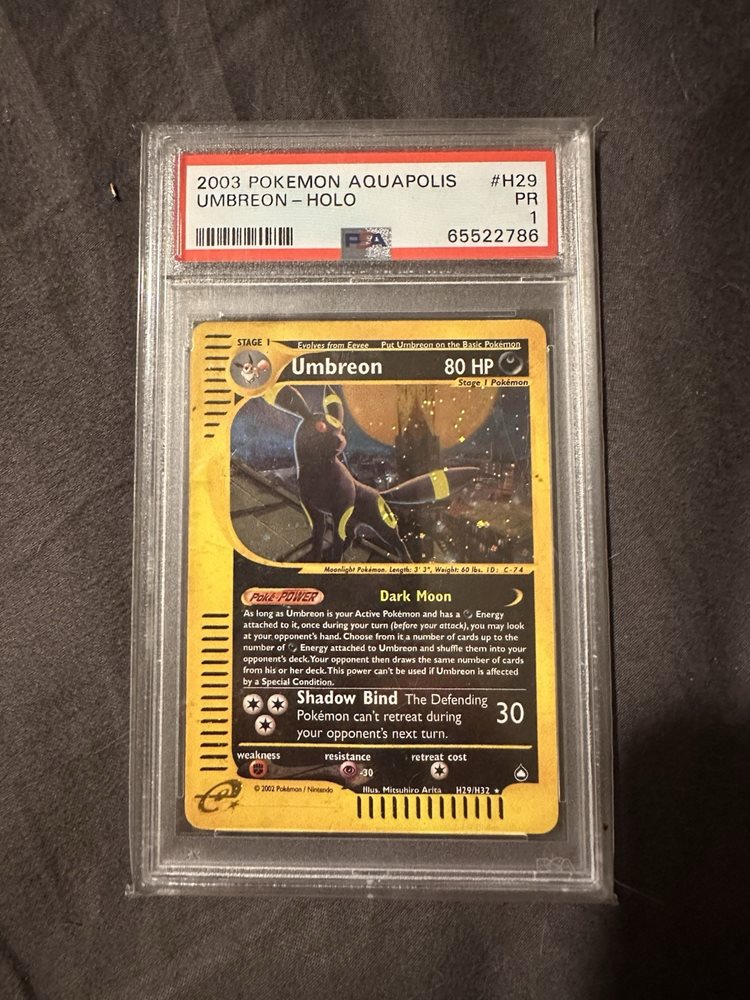 2003 POKEMON AQUAPOLIS #H29
UMBREON - HOLO PR
1
PSA 65522786
STAGE 1 Evolves from Eevee Put Umbreon on the Basic Pokémon
Umbreon 80 HP
Stage 1 Pokémon
Moonlight Pokémon. Length: 3' 3", Weight: 60 lbs. ID: C-74
Poké-POWER Dark Moon
As long as Umbreon is your Active Pokémon and has a Energy
attached to it, once during your turn (before your attack), you may look
at your opponent's hand. Choose from it a number of cards up to the
number of Energy attached to Umbreon and shuffle them into your
opponent's deck. Your opponent then draws the same number of cards
from his or her deck. This power can't be used if Umbreon is affected
by a Special Condition.
Shadow Bind The Defending
Pokémon can't retreat during 30
your opponent's next turn.
weakness resistance retreat cost
-30
© 2002 Pokémon / Nintendo Illus. Mitsuhiro Arita H29/H32
e
PSA